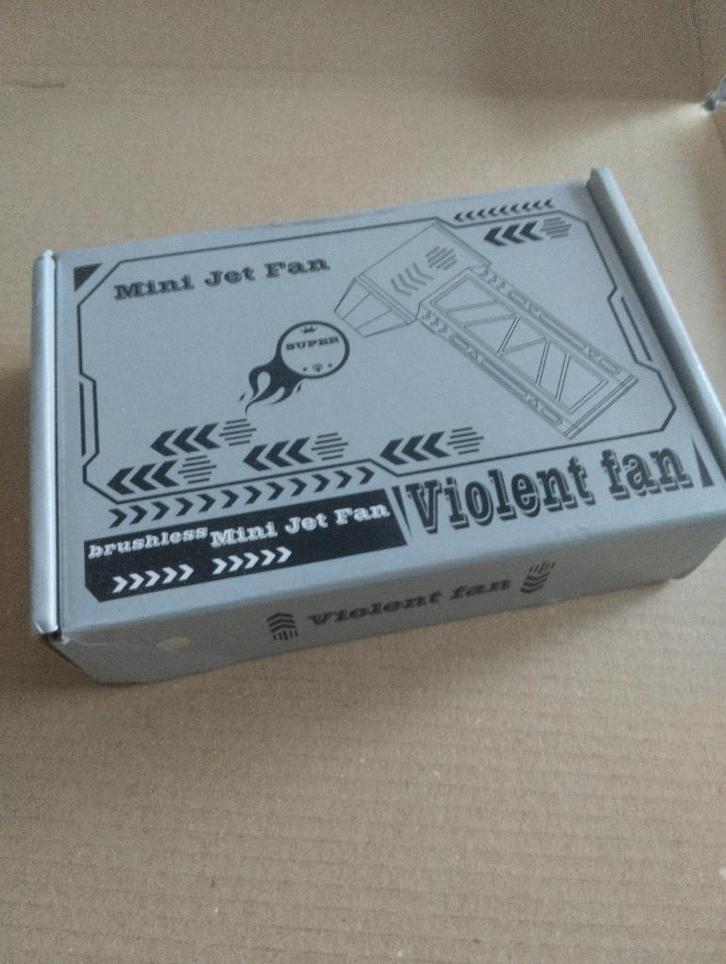 Mini Jet Fan
SUPER
brushless Mini Jet Fan
Violent fan
Violent fan